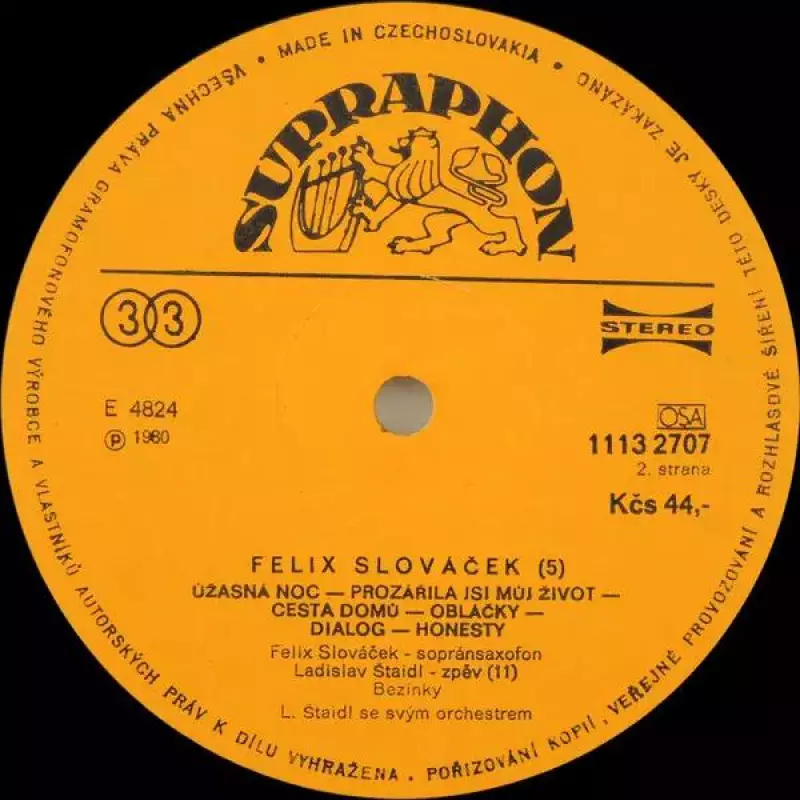 MADE IN CZECHOSLOVAKIA • VŠECHNA PRÁVA GRAMOFONOVÉHO VÝROBCE A VLASTNÍKŮ AUTORSKÝCH PRÁV K DÍLU VYHRAŽENA. POŘIZOVÁNÍ KOPIÍ, VEŘEJNÉ PROVOZOVÁNÍ A ROZHLASOVÉ ŠÍŘENÍ TÉTO DESKY JE ZAKÁZÁNO •
SUPRAPHON
33
STEREO
E 4824
OSA
Ⓟ 1980
1113 2707
2. strana
Kčs 44,-
FELIX SLOVÁČEK (5)
ÚŽASNÁ NOC — PROZÁŘILA JSI MŮJ ŽIVOT —
CESTA DOMŮ — OBLÁČKY —
DIALOG — HONESTY
Felix Slováček - sopránsaxofon
Ladislav Štaidl - zpěv (11)
Bezinky
L. Štaidl se svým orchestrem